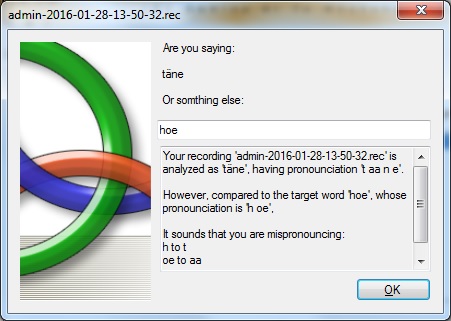 admin-2016-01-28-13-50-32.rec
Are you saying:
täne
Or somthing else:
hoe
Your recording 'admin-2016-01-28-13-50-32.rec' is
analyzed as 'täne', having pronounciation 't aa n e'.
However, compared to the target word 'hoe', whose
pronounciation is 'h oe',
It sounds that you are mispronouncing:
h to t
oe to aa
OK